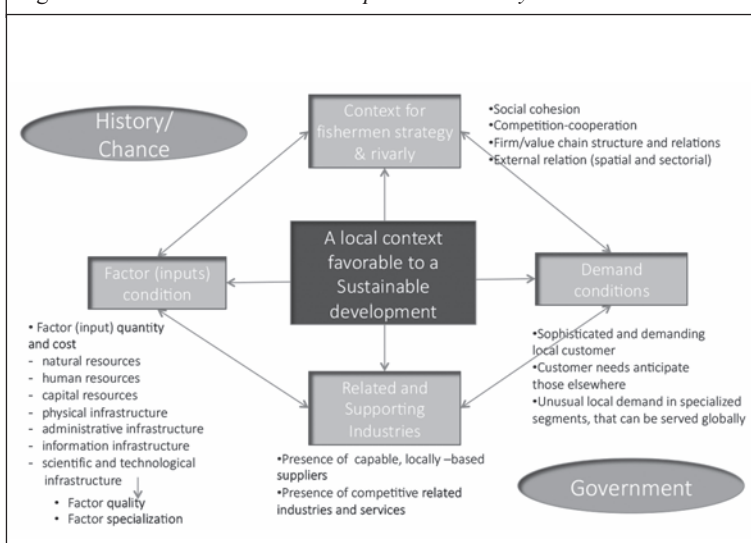 History/
Chance
Context for
fishermen strategy
& rivarly
•Social cohesion
•Competition-cooperation
•Firm/value chain structure and relations
•External relation (spatial and sectorial)
Factor (inputs)
condition
A local context
favorable to a
Sustainable
development
Demand
conditions
• Factor (input) quantity
and cost
- natural resources
- human resources
- capital resources
- physical infrastructure
- administrative infrastructure
- information infrastructure
- scientific and technological
infrastructure
• Factor quality
• Factor specialization
Related and
Supporting
Industries
•Presence of capable, locally –based
suppliers
•Presence of competitive related
industries and services
•Sophisticated and demanding
local customer
•Customer needs anticipate
those elsewhere
•Unusual local demand in specialized
segments, that can be served globally
Government